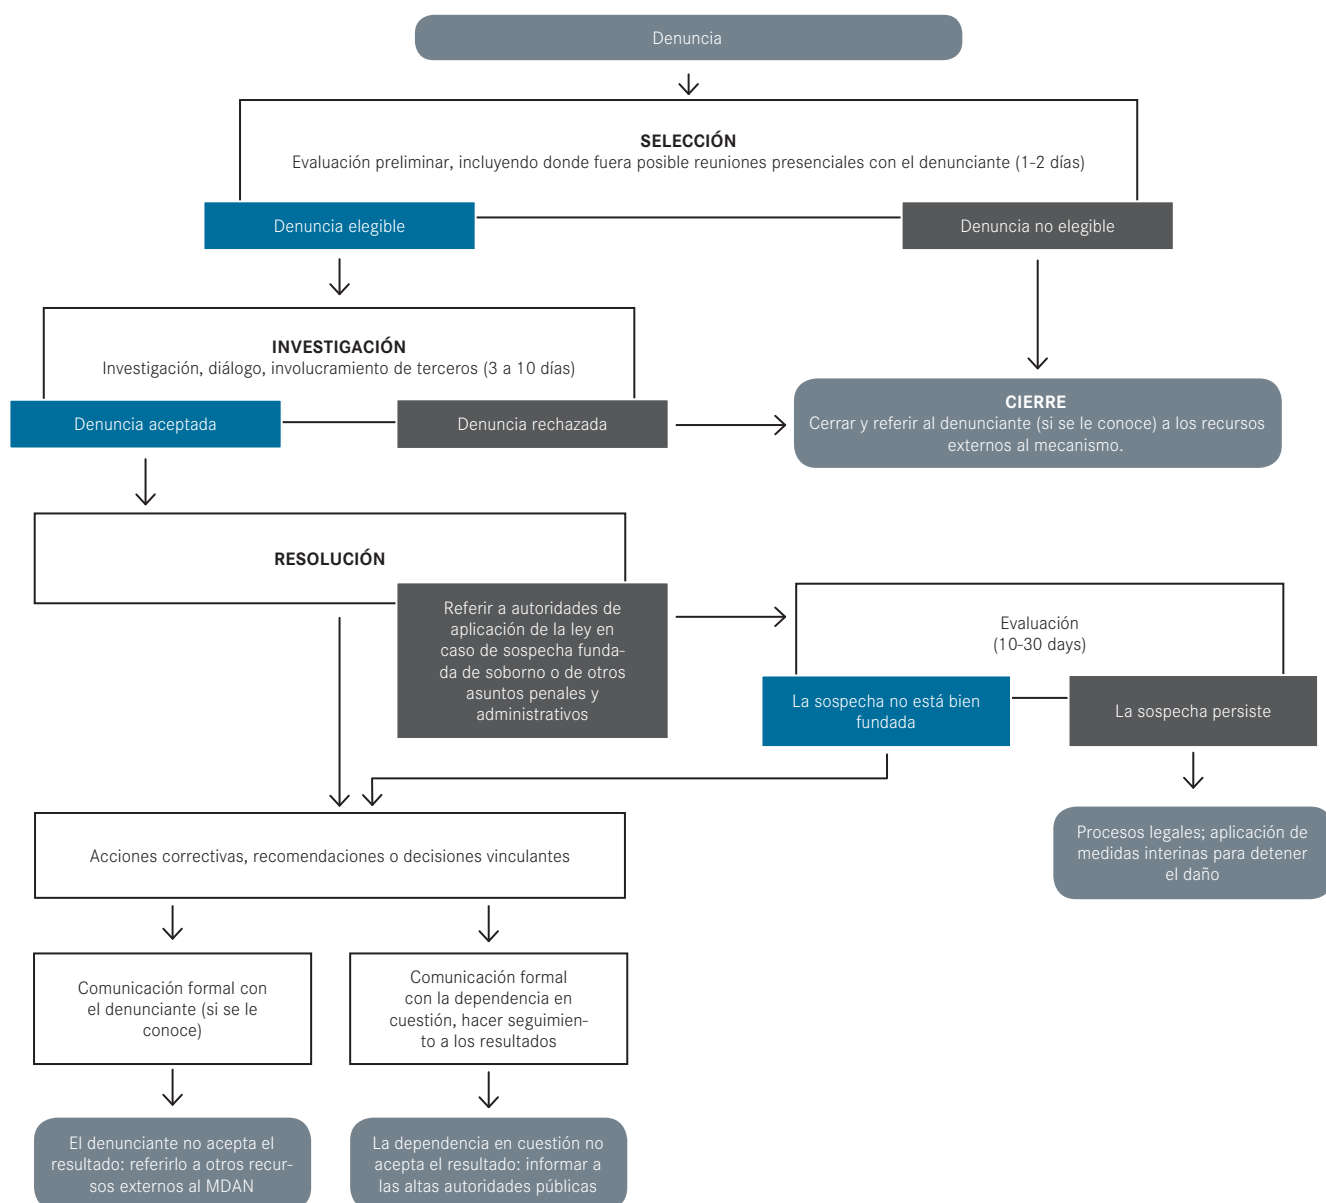 Denuncia
SELECCIÓN
Evaluación preliminar, incluyendo donde fuera posible reuniones presenciales con el denunciante (1-2 días)
Denuncia elegible
Denuncia no elegible
INVESTIGACIÓN
Investigación, diálogo, involucramiento de terceros (3 a 10 días)
Denuncia aceptada
Denuncia rechazada
CIERRE
Cerrar y referir al denunciante (si se le conoce) a los recursos
externos al mecanismo.
RESOLUCIÓN
Referir a autoridades de
aplicación de la ley en
caso de sospecha funda-
da de soborno o de otros
asuntos penales y
administrativos
Evaluación
(10-30 days)
La sospecha no está bien
fundada
La sospecha persiste
Procesos legales; aplicación de
medidas interinas para detener
el daño
Acciones correctivas, recomendaciones o decisiones vinculantes
Comunicación formal con
el denunciante (si se le
conoce)
Comunicación formal
con la dependencia en
cuestión, hacer seguimien-
to a los resultados
El denunciante no acepta el
resultado: referirlo a otros recur-
sos externos al MDAN
La dependencia en cuestión no
acepta el resultado: informar a
las altas autoridades públicas